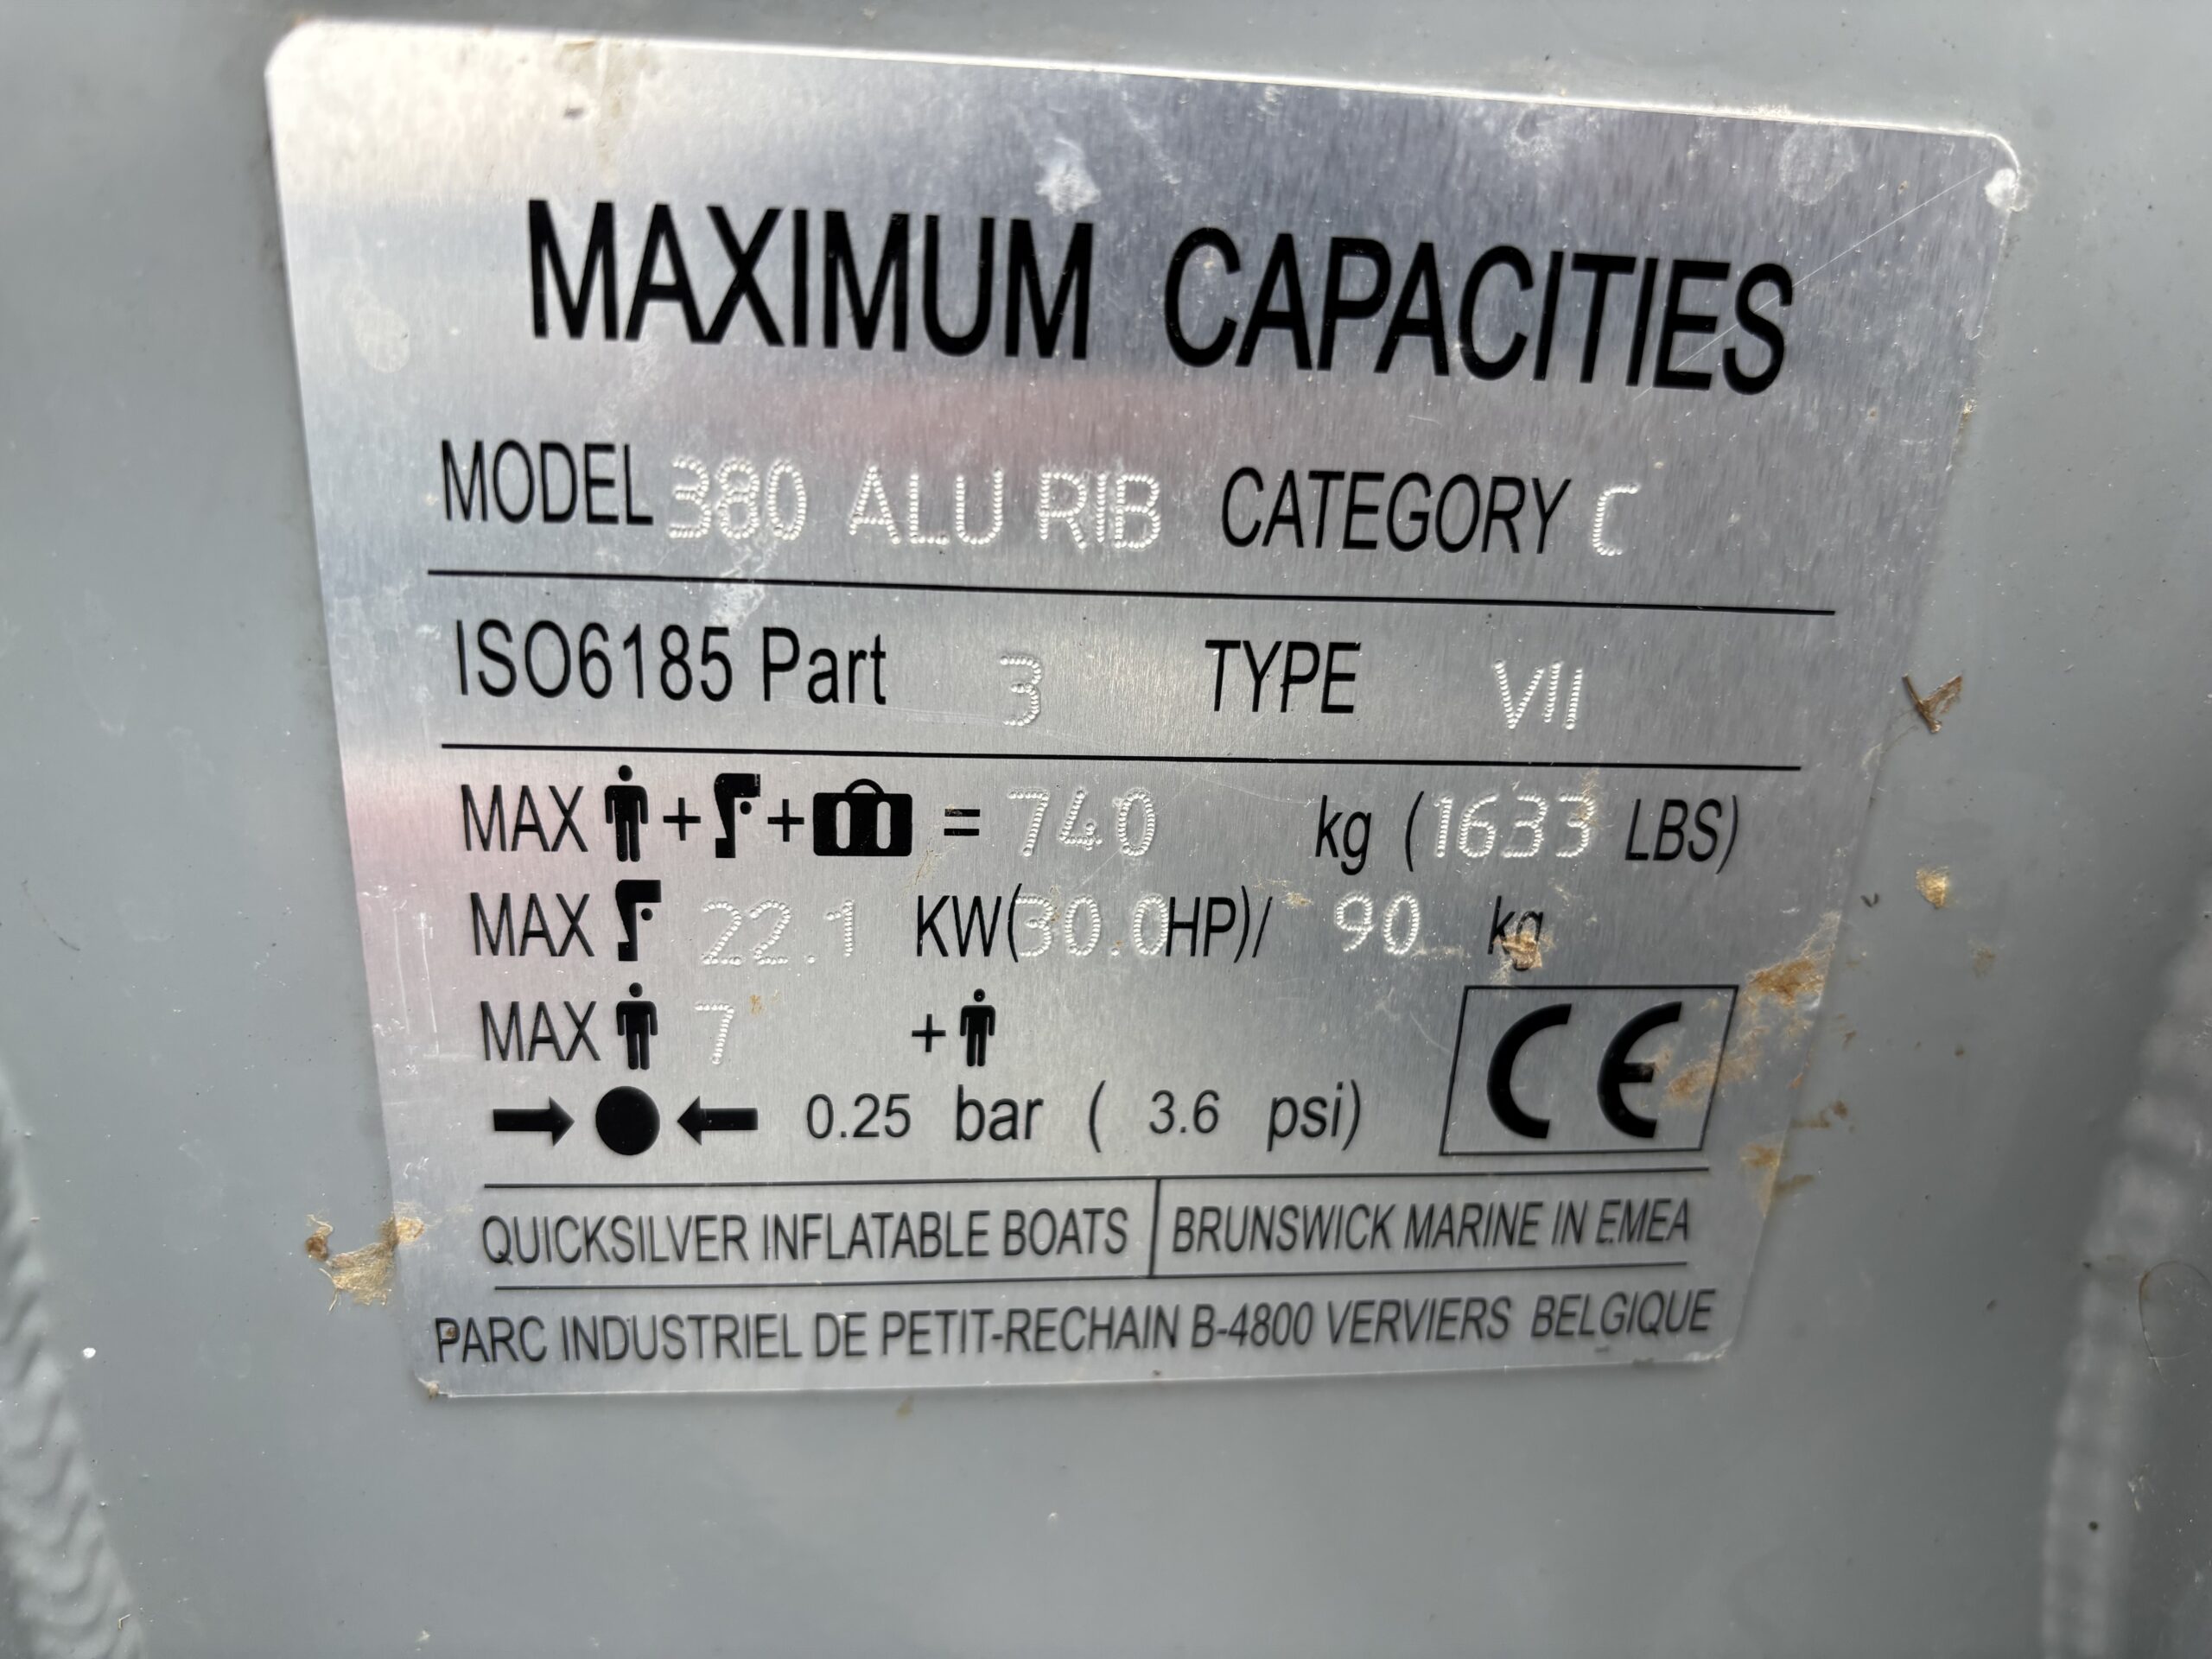 MAXIMUM CAPACITIES
MODEL 380 ALU RIB CATEGORY C
ISO6185 Part 3 TYPE VII
MAX + + = 740 kg (1633 LBS)
MAX 22.1 KW(30.0HP)/ 90 kg
MAX 7 +
0.25 bar ( 3.6 psi)
CE
QUICKSILVER INFLATABLE BOATS BRUNSWICK MARINE IN EMEA
PARC INDUSTRIEL DE PETIT-RECHAIN B-4800 VERVIERS BELGIQUE